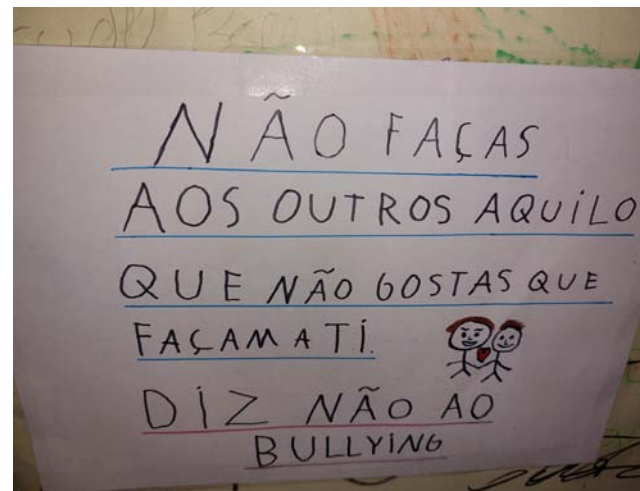 NÃO FAÇAS
AOS OUTROS AQUiLO
QUE NÃO GOSTAS QUE
FAÇAM A Ti.
DiZ NÃO AO
BULLYiNG